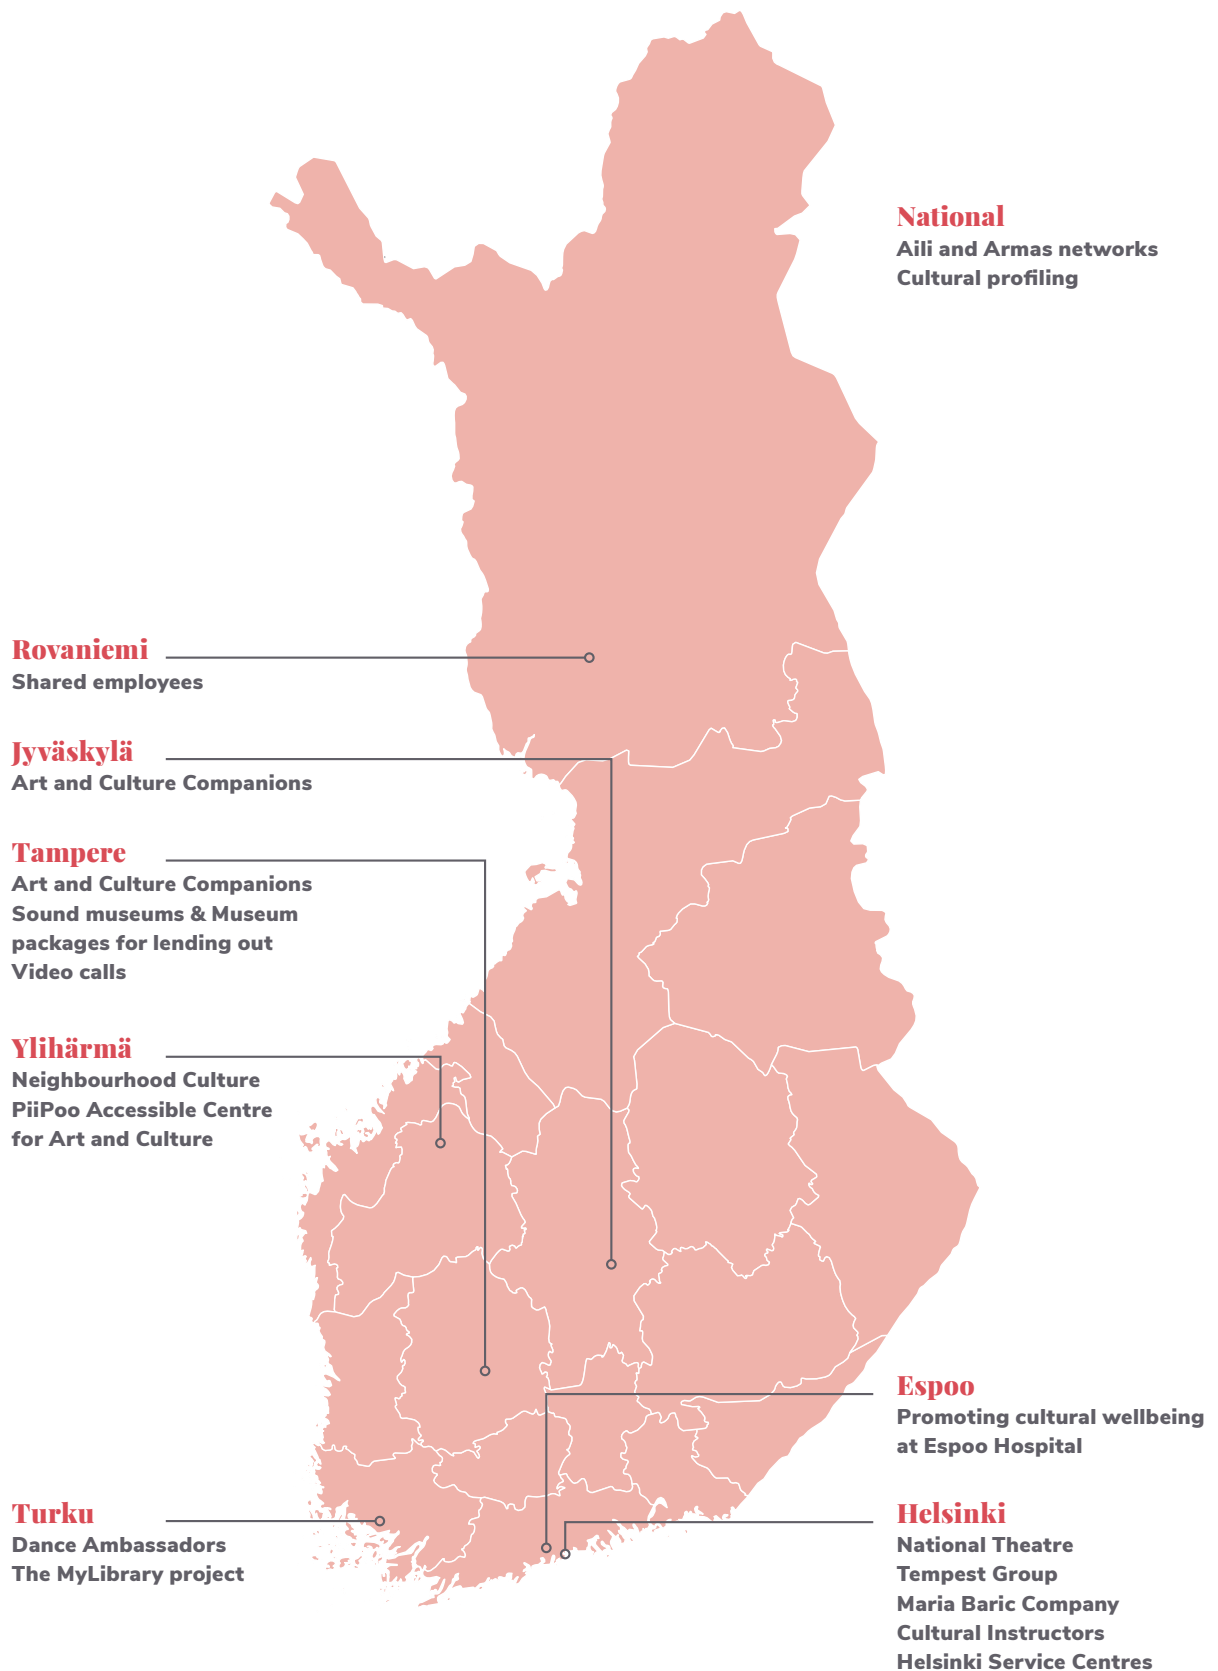 National
Aili and Armas networks
Cultural profiling
Rovaniemi
Shared employees
Jyväskylä
Art and Culture Companions
Tampere
Art and Culture Companions
Sound museums & Museum
packages for lending out
Video calls
Ylihärmä
Neighbourhood Culture
PiiPoo Accessible Centre
for Art and Culture
Espoo
Promoting cultural wellbeing
at Espoo Hospital
Turku
Dance Ambassadors
The MyLibrary project
Helsinki
National Theatre
Tempest Group
Maria Baric Company
Cultural Instructors
Helsinki Service Centres